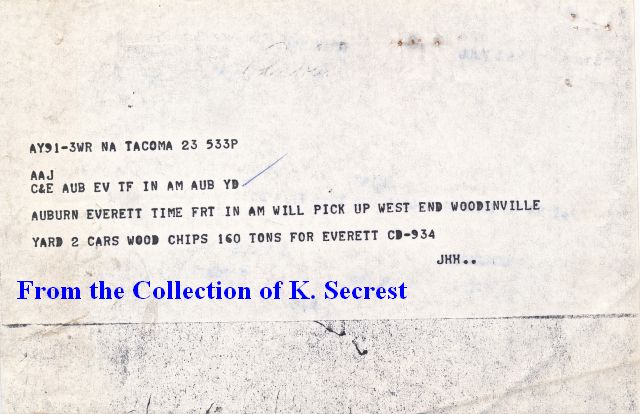 AY91-3WR NA TACOMA 23 533P
AAJ
C&E AUB EV TF IN AM AUB YD
AUBURN EVERETT TIME FRT IN AM WILL PICK UP WEST END WOODINVILLE
YARD 2 CARS WOOD CHIPS 160 TONS FOR EVERETT CD-934
JHH..
From the Collection of K. Secrest